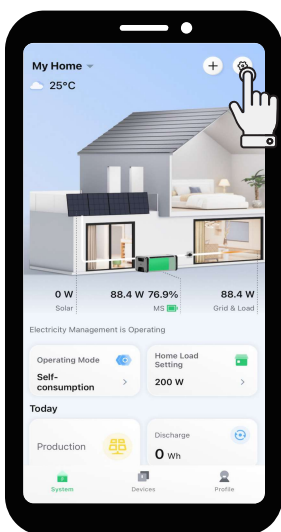 My Home
25°C
0 W 88.4 W 76.9% 88.4 W
Solar MS Grid & Load
Electricity Management is Operating
Operating Mode
Self-
consumption
Home Load
Setting
200 W
Today
Production
Discharge
0 Wh
System Devices Profile